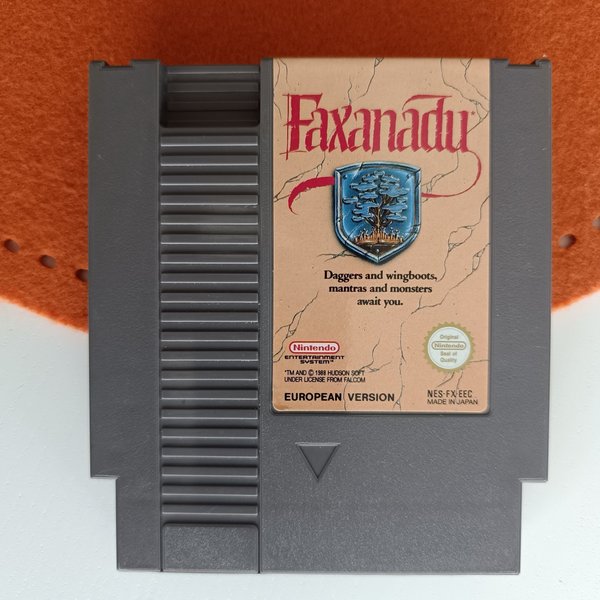 Faxanadu
Daggers and wingboots,
mantras and monsters
await you.
Nintendo
ENTERTAINMENT
SYSTEM™
*TM AND © 1988 HUDSON SOFT
UNDER LICENSE FROM FALCOM
EUROPEAN VERSION
Original
Nintendo
Seal of
Quality
NES-FX-EEC
MADE IN JAPAN